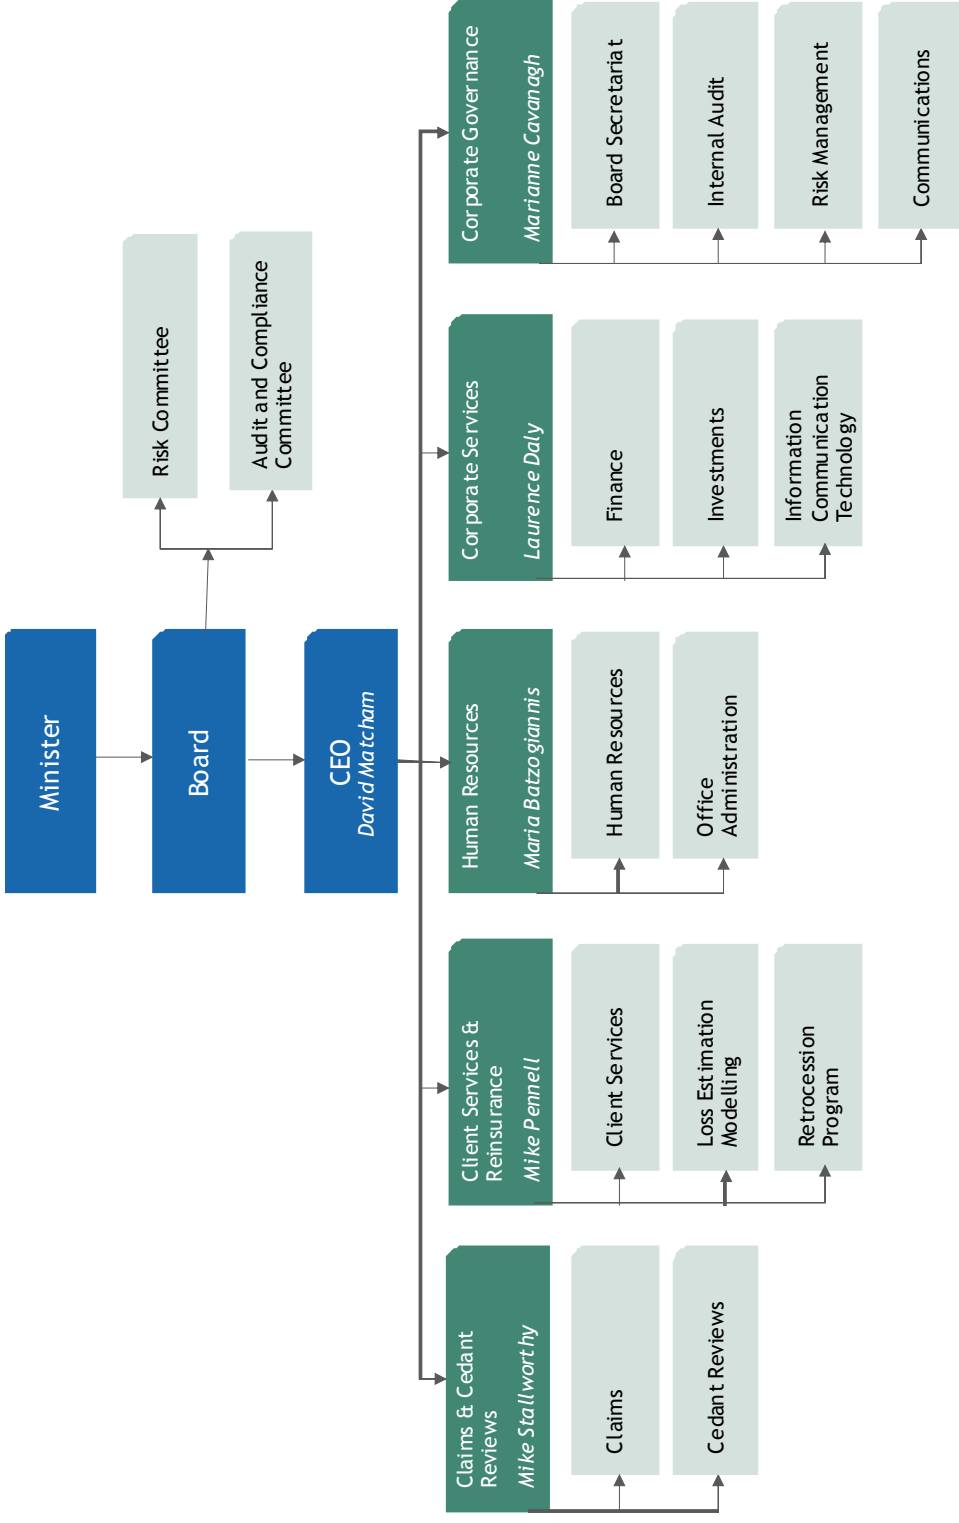 Minister
Board
Risk Committee
Audit and Compliance
Committee
CEO
David Matcham
Claims & Cedant
Reviews
Mike Stallworthy
Claims
Cedant Reviews
Client Services &
Reinsurance
Mike Pennell
Client Services
Loss Estimation
Modelling
Retrocession
Program
Human Resources
Maria Batzogiannis
Human Resources
Office
Administration
Corporate Services
Laurence Daly
Finance
Investments
Information
Communication
Technology
Corporate Governance
Marianne Cavanagh
Board Secretariat
Internal Audit
Risk Management
Communications